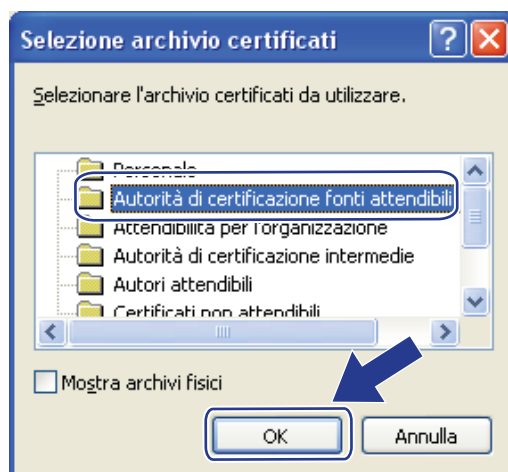 Selezione archivio certificati
Selezionare l'archivio certificati da utilizzare.
Personale
Autorità di certificazione fonti attendibili
Attendibilità per l'organizzazione
Autorità di certificazione intermedie
Autori attendibili
Certificati non attendibili
Mostra archivi fisici
OK
Annulla